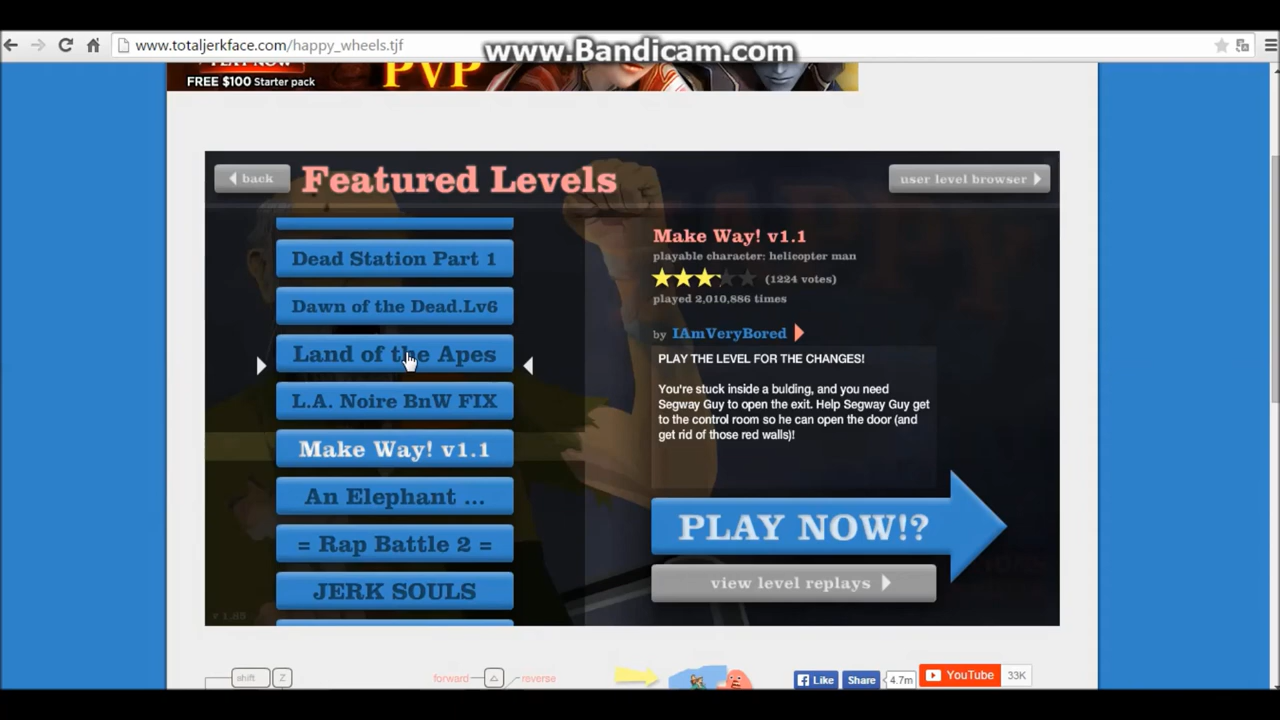 www.totaljerkface.com/happy_wheels.tjf
www.Bandicam.com
PVP
FREE $100 Starter pack
back
Featured Levels
user level browser
Dead Station Part 1
Dawn of the Dead.Lv6
Land of the Apes
L.A. Noire BnW FIX
Make Way! v1.1
An Elephant ...
= Rap Battle 2 =
JERK SOULS
Make Way! v1.1
playable character: helicopter man
(1224 votes)
played 2,010,886 times
by IAmVeryBored
PLAY THE LEVEL FOR THE CHANGES!
You're stuck inside a bulding, and you need
Segway Guy to open the exit. Help Segway Guy get
to the control room so he can open the door (and
get rid of those red walls)!
PLAY NOW!?
view level replays
shift Z
forward
reverse
Like
Share
4.7m
YouTube
33K